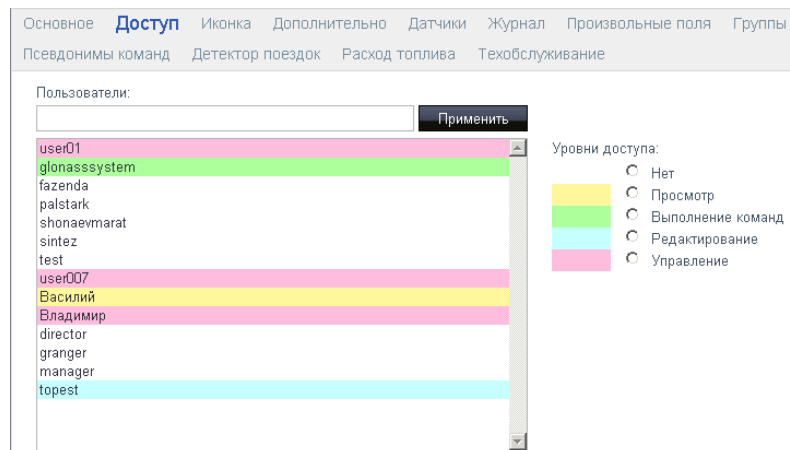 Основное Доступ Иконка Дополнительно Датчики Журнал Произвольные поля Группы
Псевдонимы команд Детектор поездок Расход топлива Техобслуживание
Пользователи:
Применить
user01
glonasssystem
fazenda
palstark
shonaevmarat
sintez
test
user007
Василий
Владимир
director
granger
manager
topest
Уровни доступа:
Нет
Просмотр
Выполнение команд
Редактирование
Управление